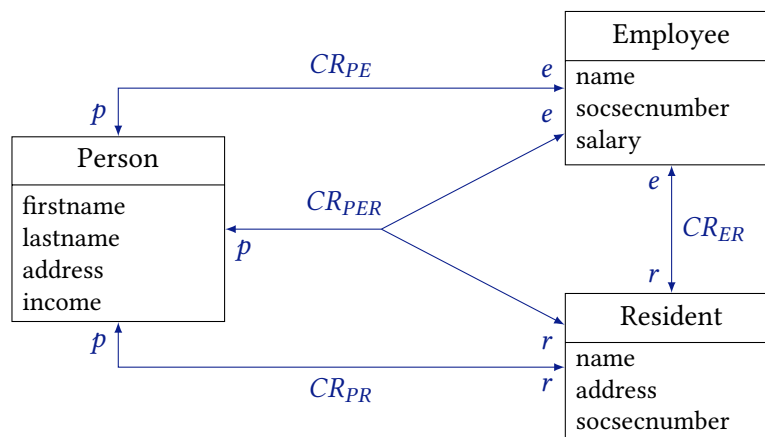 Employee
name
socsecnumber
salary
CR_PE
e
p
e
Person
firstname
lastname
address
income
CR_PER
p
e
CR_ER
r
Resident
name
address
socsecnumber
p
r
CR_PR
r